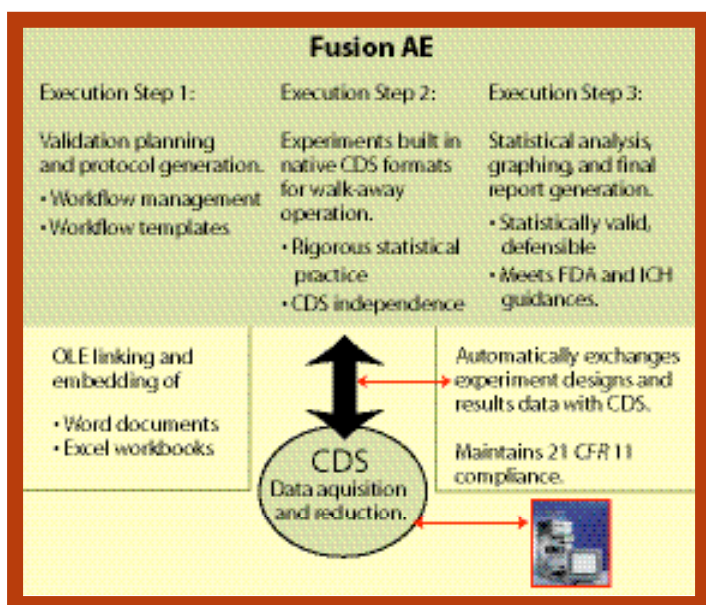 Fusion AE
Execution Step 1:
Validation planning
and protocol generation.
• Workflow management
• Workflow templates
Execution Step 2:
Experiments built in
native CDS formats
for walk-away
operation.
• Rigorous statistical
practice
• CDS independence
Execution Step 3:
Statistical analysis,
graphing, and final
report generation.
• Statistically valid,
defensible
• Meets FDA and ICH
guidances.
OLE linking and
embedding of
• Word documents
• Excel workbooks
Automatically exchanges
experiment designs and
results data with CDS.
Maintains 21 CFR 11
compliance.
CDS
Data aquisition
and reduction.